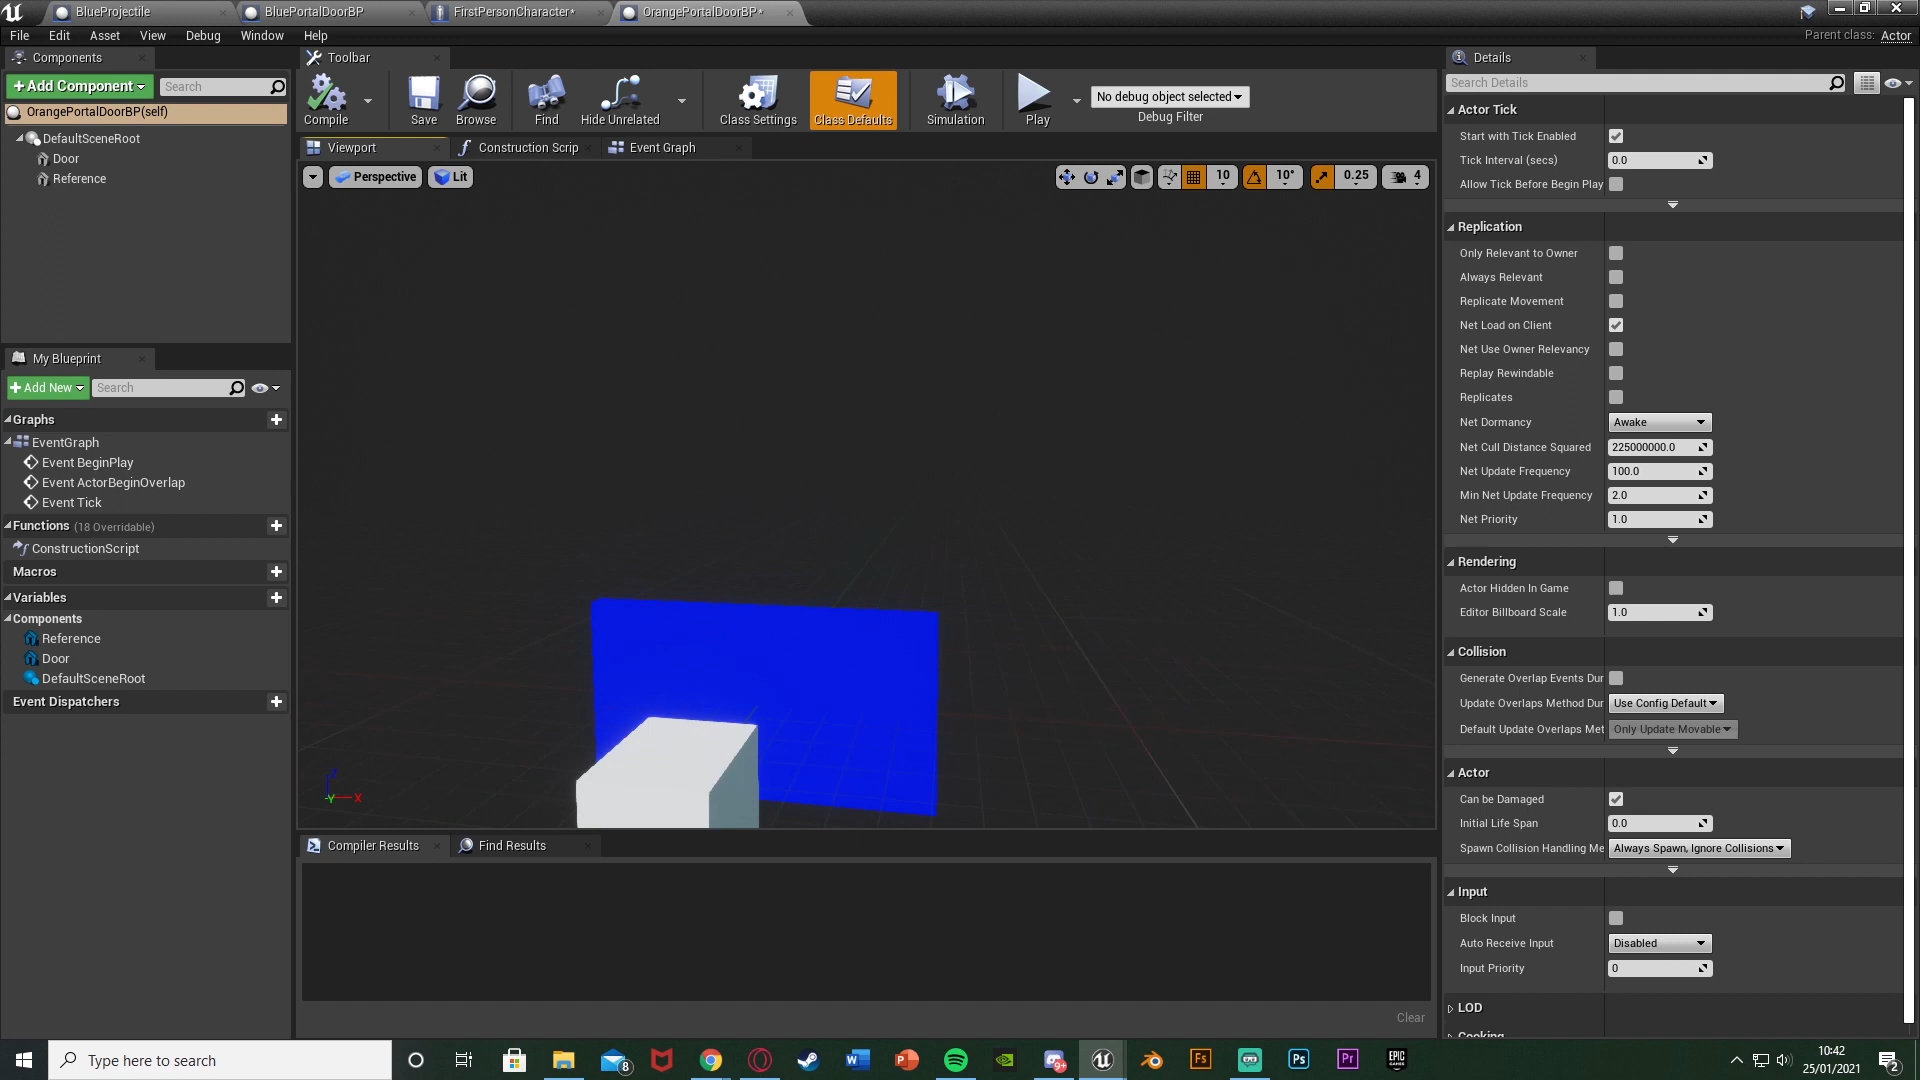 BlueProjectile
BluePortalDoorBP
FirstPersonCharacter*
OrangePortalDoorBP*
File Edit Asset View Debug Window Help
Parent class: Actor
Components
+Add Component
Search
OrangePortalDoorBP(self)
DefaultSceneRoot
Door
Reference
My Blueprint
+Add New
Search
Graphs
EventGraph
Event BeginPlay
Event ActorBeginOverlap
Event Tick
Functions (18 Overridable)
ConstructionScript
Macros
Variables
Components
Reference
Door
DefaultSceneRoot
Event Dispatchers
Toolbar
Compile
Save
Browse
Find
Hide Unrelated
Class Settings
Class Defaults
Simulation
Play
No debug object selected
Debug Filter
Viewport
Construction Scrip
Event Graph
Perspective
Lit
10
10°
0.25
4
Z
Y
X
Compiler Results
Find Results
Clear
Details
Search Details
Actor Tick
Start with Tick Enabled
Tick Interval (secs) 0.0
Allow Tick Before Begin Play
Replication
Only Relevant to Owner
Always Relevant
Replicate Movement
Net Load on Client
Net Use Owner Relevancy
Replay Rewindable
Replicates
Net Dormancy Awake
Net Cull Distance Squared 225000000.0
Net Update Frequency 100.0
Min Net Update Frequency 2.0
Net Priority 1.0
Rendering
Actor Hidden In Game
Editor Billboard Scale 1.0
Collision
Generate Overlap Events Dur
Update Overlaps Method Dur Use Config Default
Default Update Overlaps Met Only Update Movable
Actor
Can be Damaged
Initial Life Span 0.0
Spawn Collision Handling Me Always Spawn, Ignore Collisions
Input
Block Input
Auto Receive Input Disabled
Input Priority 0
LOD
Cooking
Type here to search
8
W
P
9+
Fs
Ps
Pr
EPIC
GAMES
10:42
25/01/2021
2